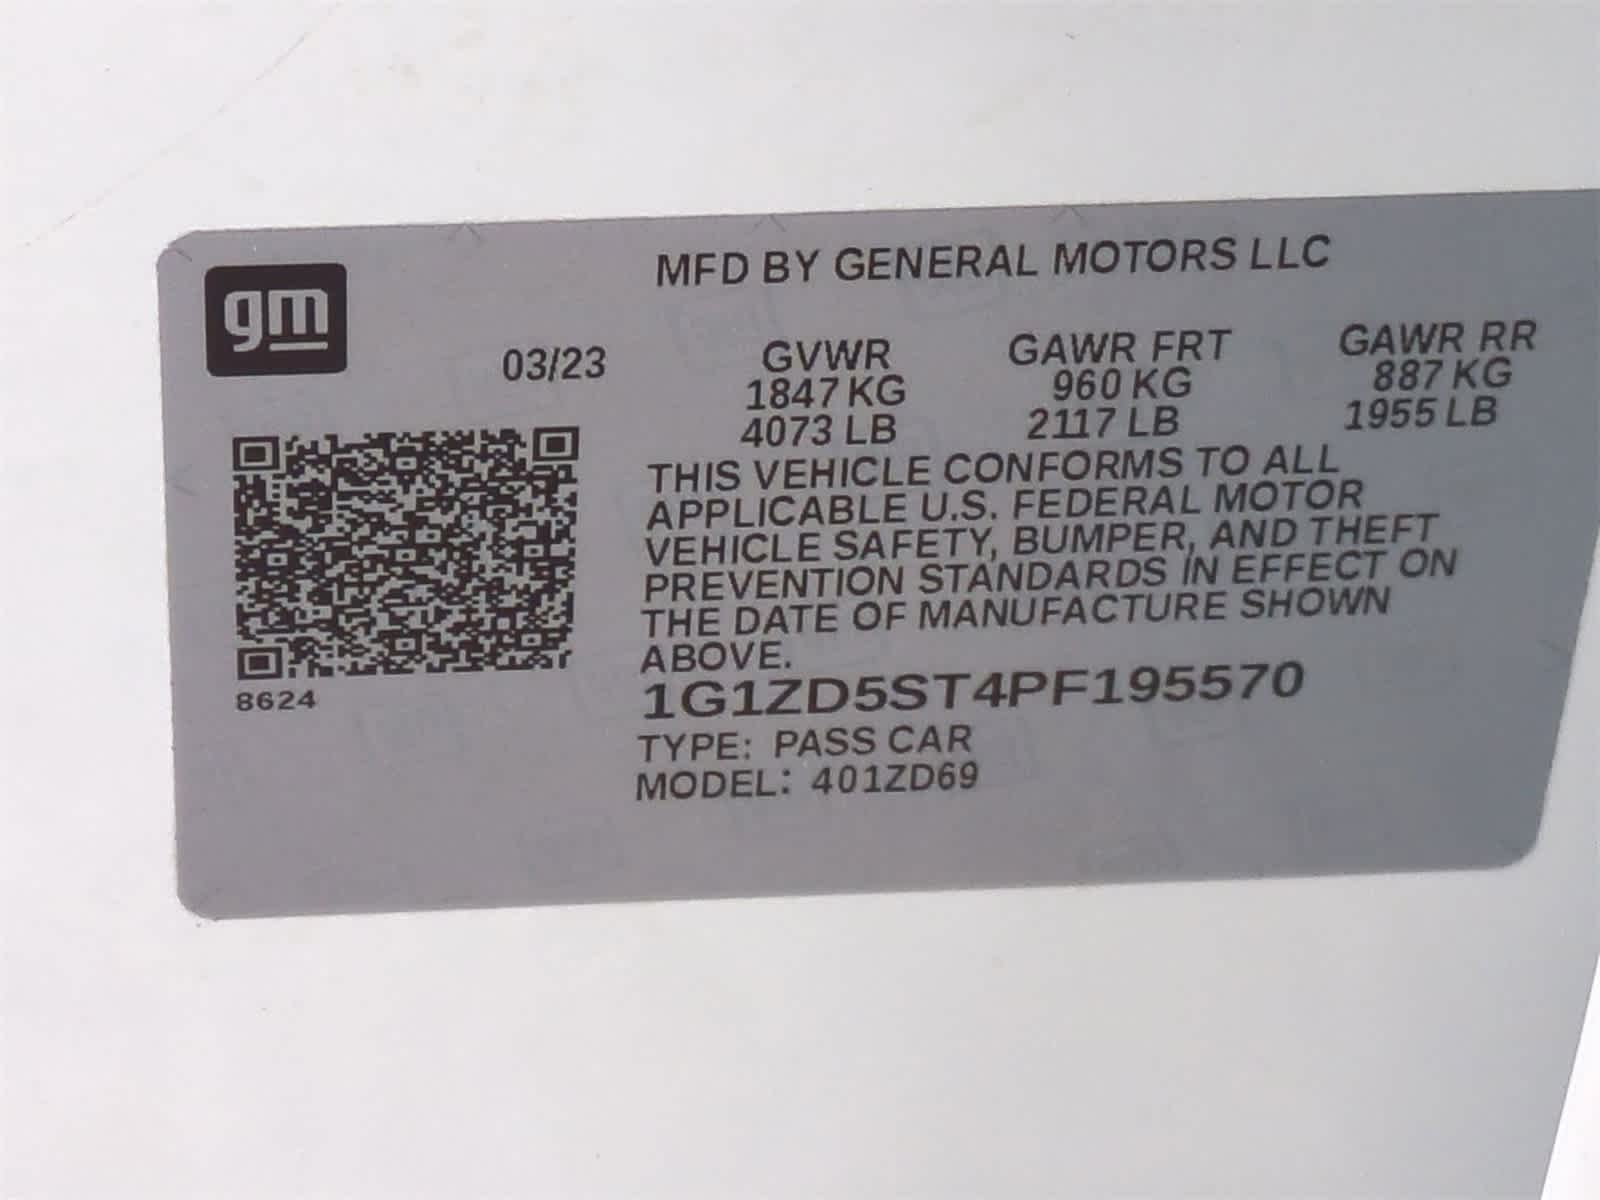 gm
MFD BY GENERAL MOTORS LLC
03/23 GVWR GAWR FRT GAWR RR
1847 KG 960 KG 887 KG
4073 LB 2117 LB 1955 LB
THIS VEHICLE CONFORMS TO ALL
APPLICABLE U.S. FEDERAL MOTOR
VEHICLE SAFETY, BUMPER, AND THEFT
PREVENTION STANDARDS IN EFFECT ON
THE DATE OF MANUFACTURE SHOWN
ABOVE.
8624
1G1ZD5ST4PF195570
TYPE: PASS CAR
MODEL: 401ZD69